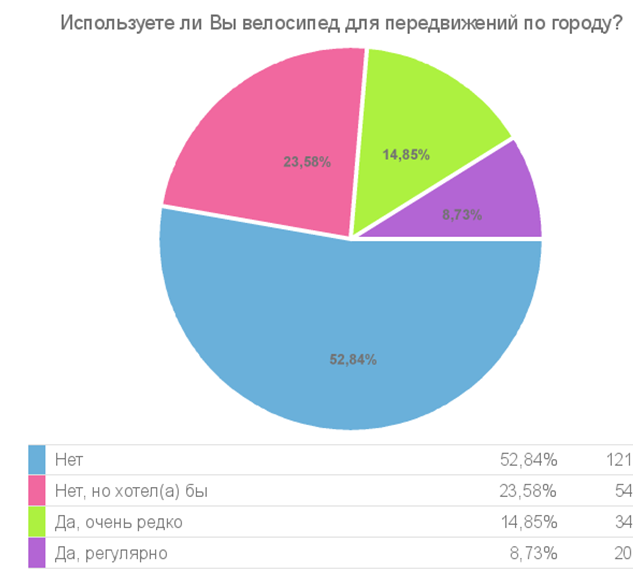 Используете ли Вы велосипед для передвижений по городу?
23,58%
14,85%
8,73%
52,84%
Нет 52,84% 121
Нет, но хотел(а) бы 23,58% 54
Да, очень редко 14,85% 34
Да, регулярно 8,73% 20